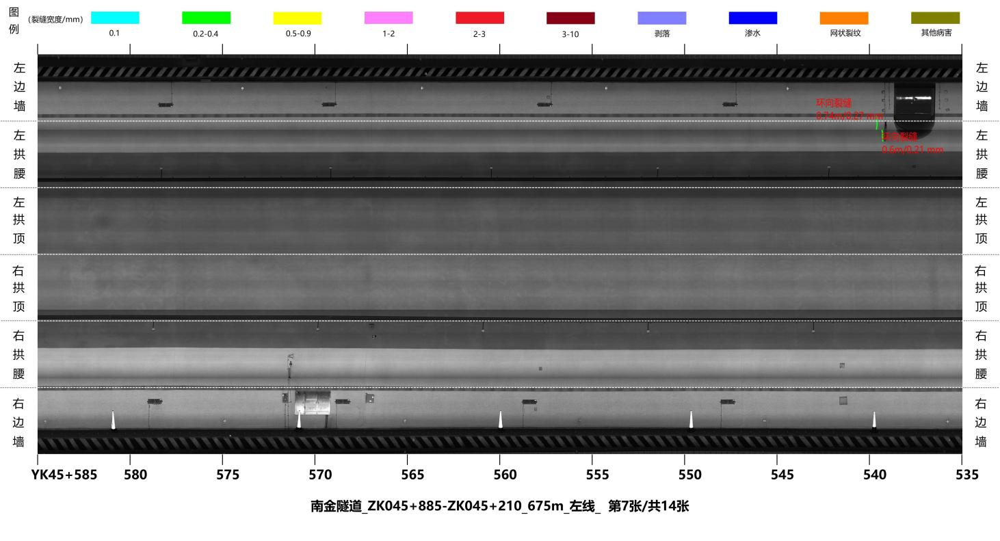 图例
(裂缝宽度/mm)
0.1
0.2-0.4
0.5-0.9
1-2
2-3
3-10
剥落
渗水
网状裂纹
其他病害
左边墙
左边墙
环向裂缝
0.74m/0.27 mm
左拱腰
左拱腰
环向裂缝
0.6m/0.21 mm
左拱顶
左拱顶
右拱顶
右拱顶
右拱腰
右拱腰
右边墙
右边墙
YK45+585 580 575 570 565 560 555 550 545 540 535
南金隧道_ZK045+885-ZK045+210_675m_左线_ 第7张/共14张